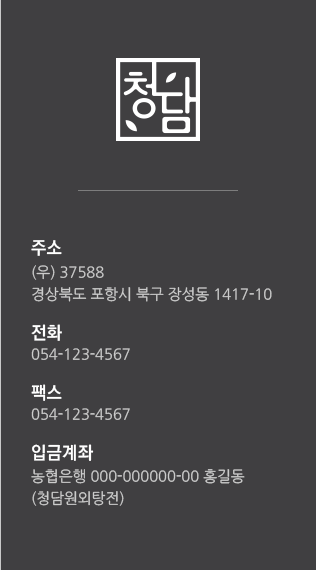 청담
주소
(우) 37588
경상북도 포항시 북구 장성동 1417-10
전화
054-123-4567
팩스
054-123-4567
입금계좌
농협은행 000-000000-00 홍길동
(청담원외탕전)